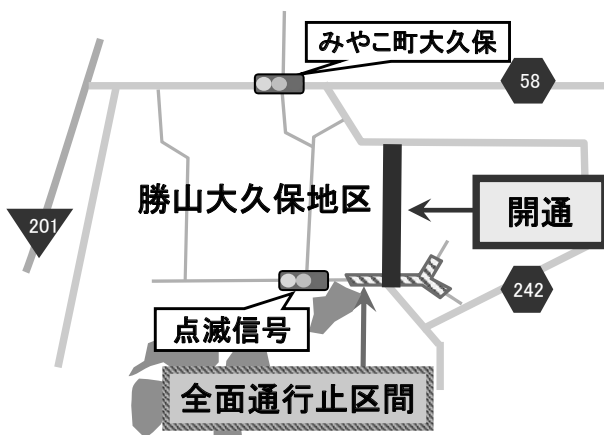 みやこ町大久保
58
勝山大久保地区
201
開通
242
点滅信号
全面通行止区間